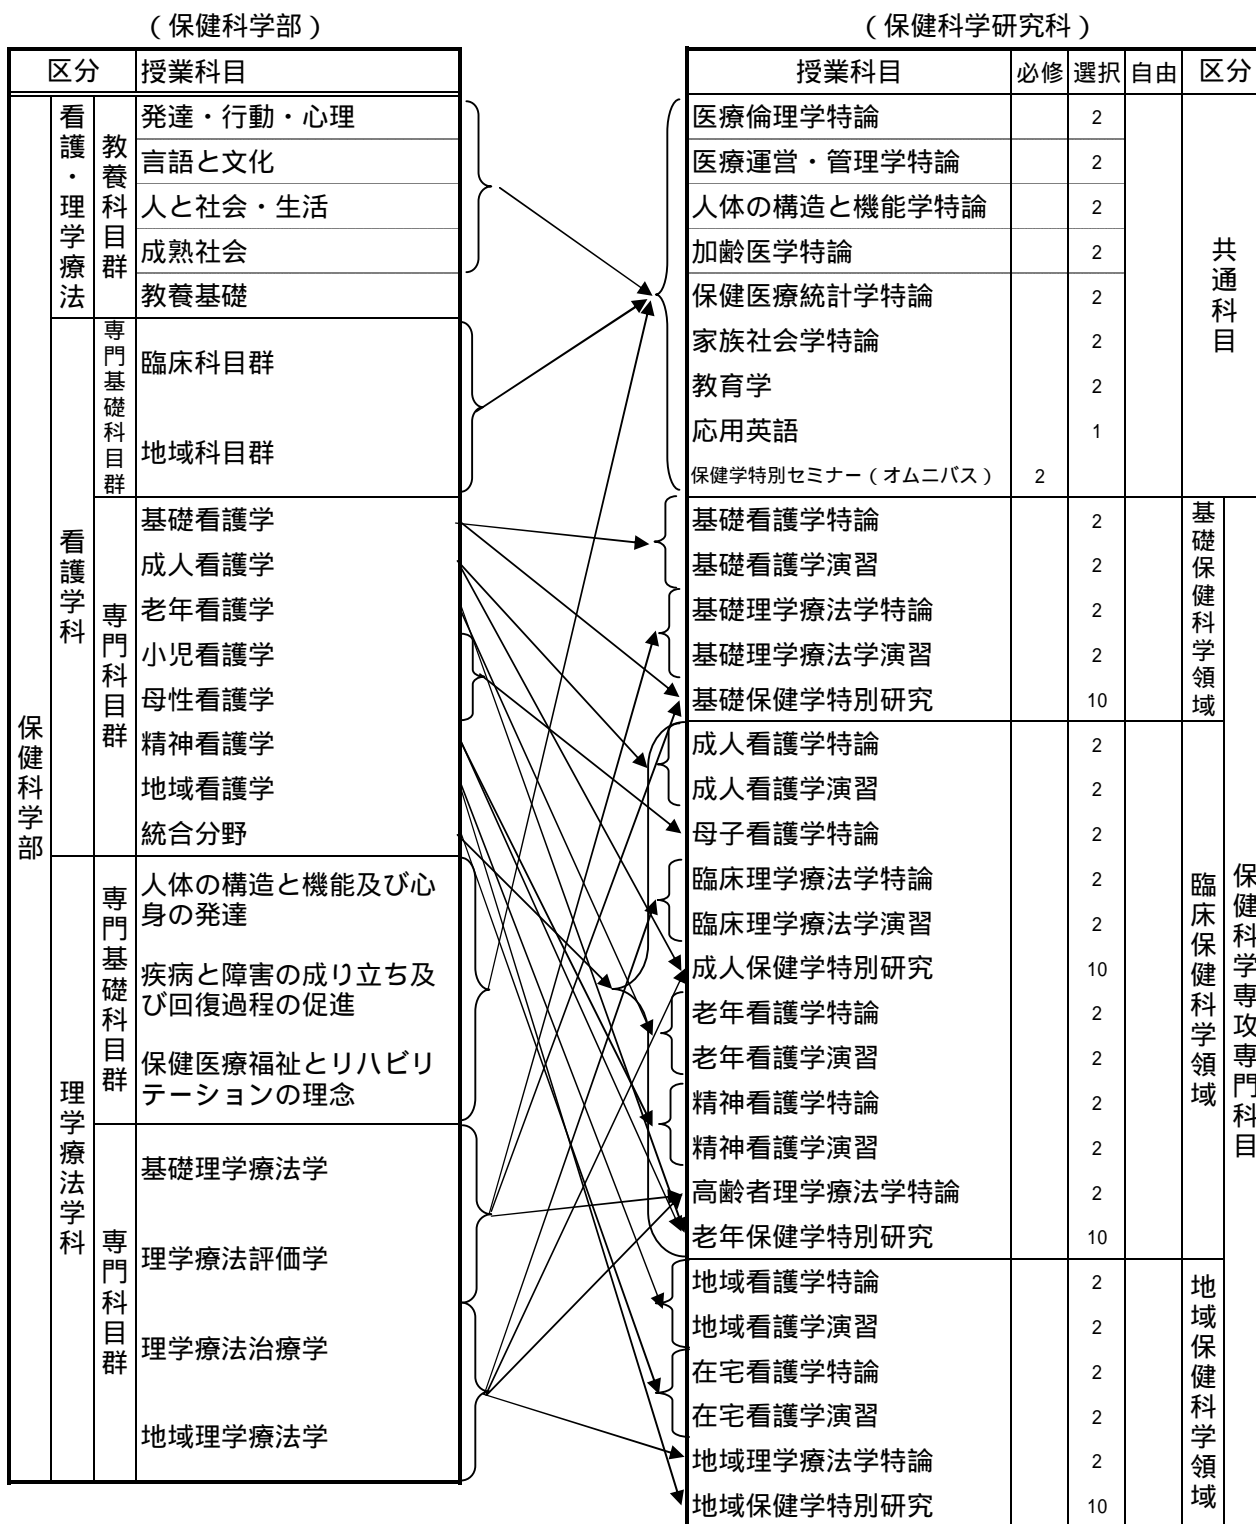 （保健科学部）
区分 授業科目
保健科学部
看護・理学療法
教養科目群
発達・行動・心理
言語と文化
人と社会・生活
成熟社会
教養基礎
看護学科
専門基礎科目群
臨床科目群
地域科目群
専門科目群
基礎看護学
成人看護学
老年看護学
小児看護学
母性看護学
精神看護学
地域看護学
統合分野
理学療法学科
専門基礎科目群
人体の構造と機能及び心
身の発達
疾病と障害の成り立ち及
び回復過程の促進
保健医療福祉とリハビリ
テーションの理念
専門科目群
基礎理学療法学
理学療法評価学
理学療法治療学
地域理学療法学
（保健科学研究科）
授業科目 必修 選択 自由 区分
医療倫理学特論 2
医療運営・管理学特論 2
人体の構造と機能学特論 2
加齢医学特論 2
保健医療統計学特論 2
家族社会学特論 2
教育学 2
応用英語 1
保健学特別セミナー（オムニバス） 2
共通科目
基礎看護学特論 2
基礎看護学演習 2
基礎理学療法学特論 2
基礎理学療法学演習 2
基礎保健学特別研究 10
基礎保健科学領域
成人看護学特論 2
成人看護学演習 2
母子看護学特論 2
臨床理学療法学特論 2
臨床理学療法学演習 2
成人保健学特別研究 10
老年看護学特論 2
老年看護学演習 2
精神看護学特論 2
精神看護学演習 2
高齢者理学療法学特論 2
老年保健学特別研究 10
臨床保健科学領域
地域看護学特論 2
地域看護学演習 2
在宅看護学特論 2
在宅看護学演習 2
地域理学療法学特論 2
地域保健学特別研究 10
地域保健科学領域
保健科学専攻専門科目